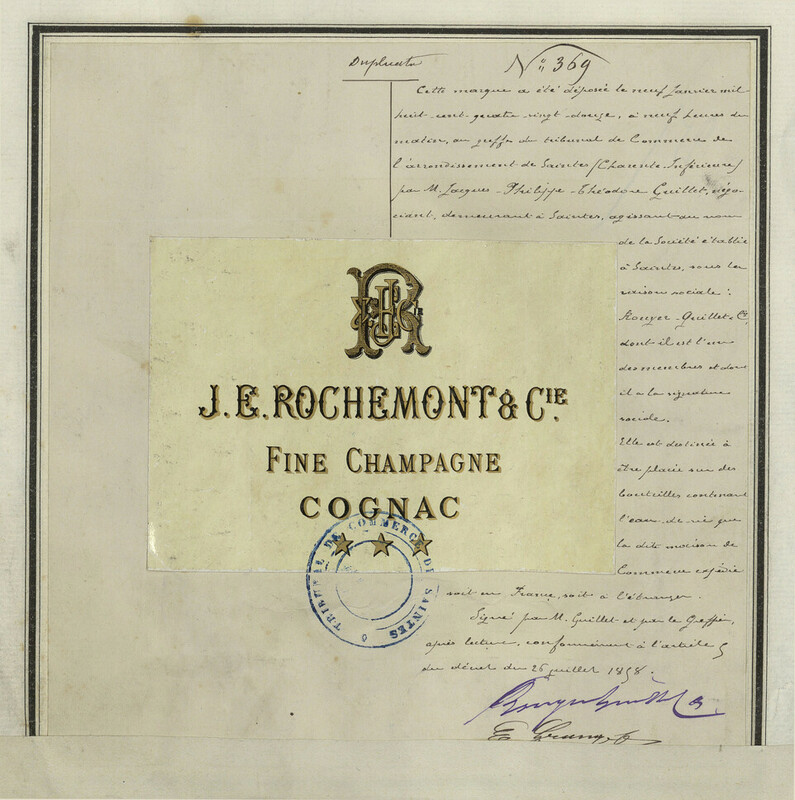 Duplicata
N° 369
Cette marque a été déposée le neuf Janvier mil
huit-cent-quatre-vingt-douze, à neuf heures du
matin, au greffe du tribunal de Commerce de
l'arrondissement de Saintes (Charente Inférieure)
par M. Jacques-Philippe-Théodore Guillet, négo-
ciant, demeurant à Saintes, agissant au nom
de la Société établie
à Saintes, sous la
raison sociale :
Rouyer-Guillet & Cie
dont il est l'un
des membres et dont
il a la signature
sociale.
Elle est destinée à
être placée sur des
bouteilles contenant
l'eau-de-vie que
la dite maison de
Commerce expédie
soit en France, soit à l'étranger.
Signé par M. Guillet et par le Greffier,
après lecture, conformément à l'article 5
du décret du 26 juillet 1858.
Rouyer Guillet & Cie
J. E. ROCHEMONT & CIE.
FINE CHAMPAGNE
COGNAC
TRIBUNAL DE COMMERCE DE SAINTES